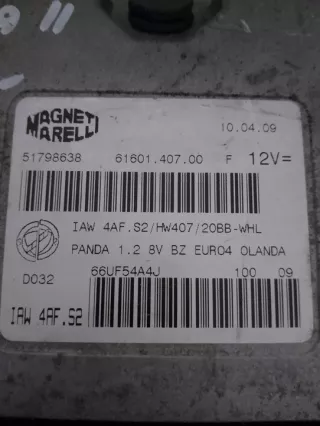 MAGNETI
MARELLI
10.04.09
51798638 61601.407.00 F 12V=
IAW 4AF.S2/HW407/20BB-WHL
PANDA 1.2 8V BZ EURO4 OLANDA
D032 66UF54A4J 100 09
IAW 4AF.S2